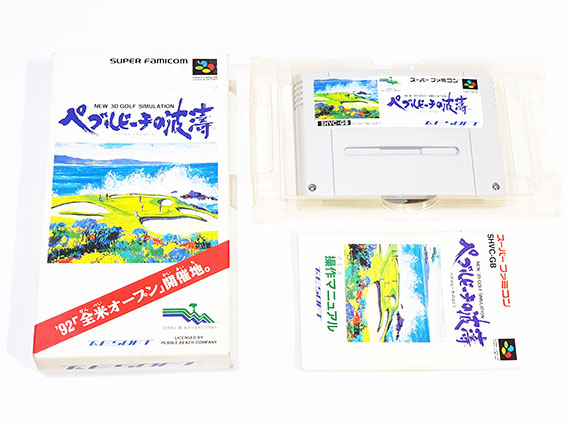 SUPER FAMICOM
NEW 3D GOLF SIMULATION
ペブルビーチの波濤
'92「全米オープン」開催地。
LICENSED BY
PEBBLE BEACH COMPANY
T&E SOFT
スーパーファミコン
NEW 3D GOLF SIMULATION
ペブルビーチの波濤
SHVC-GB
T&E SOFT
スーパーファミコン
SHVC-GB
NEW 3D GOLF SIMULATION
ペブルビーチの波濤
操作マニュアル
T&E SOFT